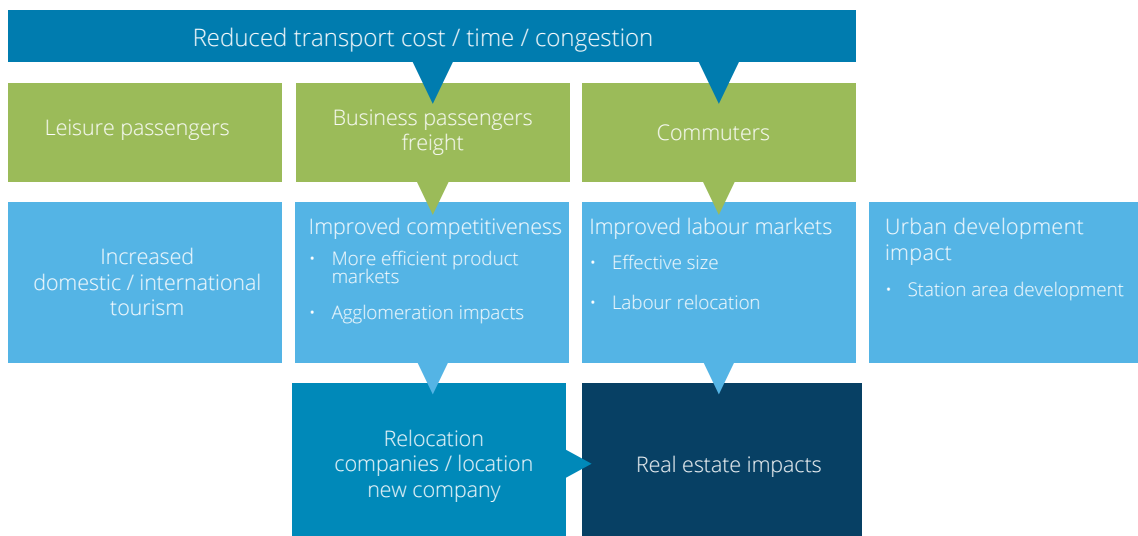 Reduced transport cost / time / congestion
Leisure passengers
Business passengers
freight
Commuters
Increased
domestic / international
tourism
Improved competitiveness
• More efficient product
markets
• Agglomeration impacts
Improved labour markets
• Effective size
• Labour relocation
Urban development
impact
• Station area development
Relocation
companies / location
new company
Real estate impacts